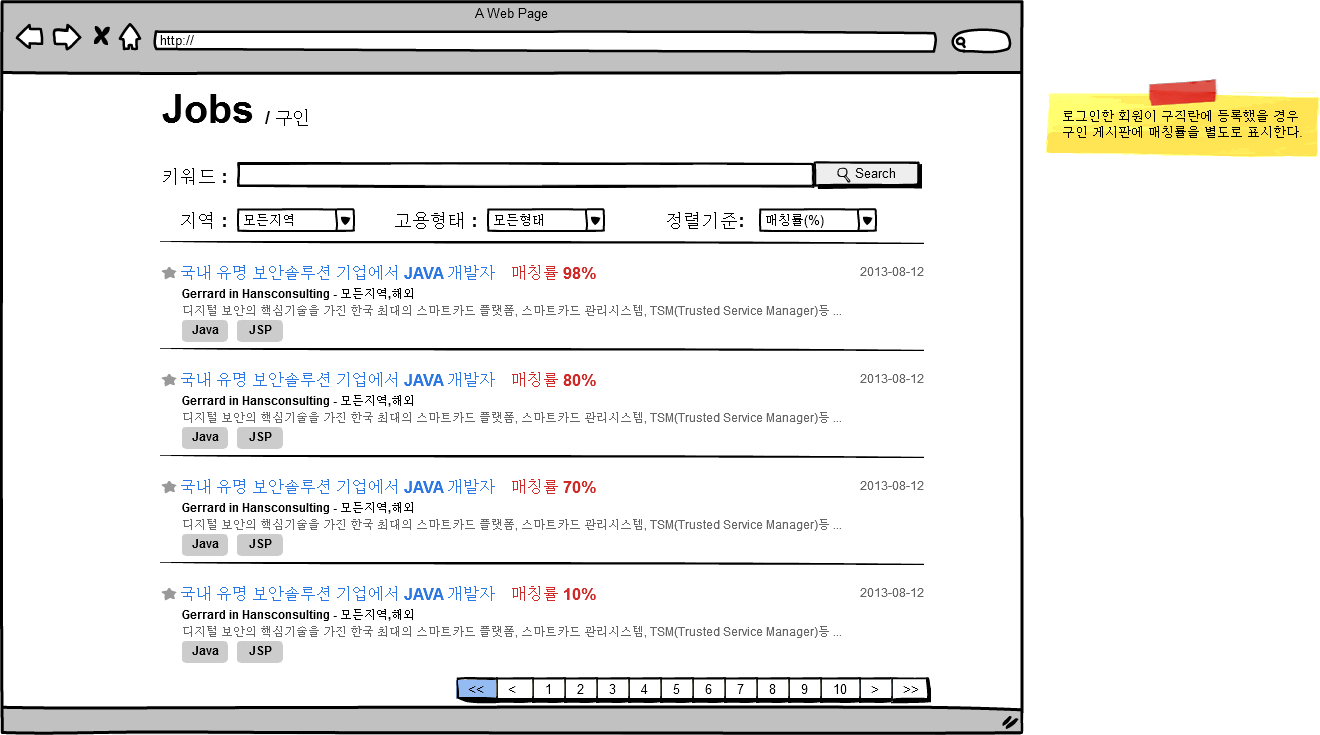 A Web Page
http://
Jobs / 구인
로그인한 회원이 구직란에 등록했을 경우
구인 게시판에 매칭률을 별도로 표시한다.
키워드 : Search
지역 : 모든지역 고용형태 : 모든형태 정렬기준: 매칭률(%)
국내 유명 보안솔루션 기업에서 JAVA 개발자 매칭률 98% 2013-08-12
Gerrard in Hansconsulting - 모든지역,해외
디지털 보안의 핵심기술을 가진 한국 최대의 스마트카드 플랫폼, 스마트카드 관리시스템, TSM(Trusted Service Manager)등 ...
Java JSP
국내 유명 보안솔루션 기업에서 JAVA 개발자 매칭률 80% 2013-08-12
Gerrard in Hansconsulting - 모든지역,해외
디지털 보안의 핵심기술을 가진 한국 최대의 스마트카드 플랫폼, 스마트카드 관리시스템, TSM(Trusted Service Manager)등 ...
Java JSP
국내 유명 보안솔루션 기업에서 JAVA 개발자 매칭률 70% 2013-08-12
Gerrard in Hansconsulting - 모든지역,해외
디지털 보안의 핵심기술을 가진 한국 최대의 스마트카드 플랫폼, 스마트카드 관리시스템, TSM(Trusted Service Manager)등 ...
Java JSP
국내 유명 보안솔루션 기업에서 JAVA 개발자 매칭률 10% 2013-08-12
Gerrard in Hansconsulting - 모든지역,해외
디지털 보안의 핵심기술을 가진 한국 최대의 스마트카드 플랫폼, 스마트카드 관리시스템, TSM(Trusted Service Manager)등 ...
Java JSP
<< < 1 2 3 4 5 6 7 8 9 10 > >>